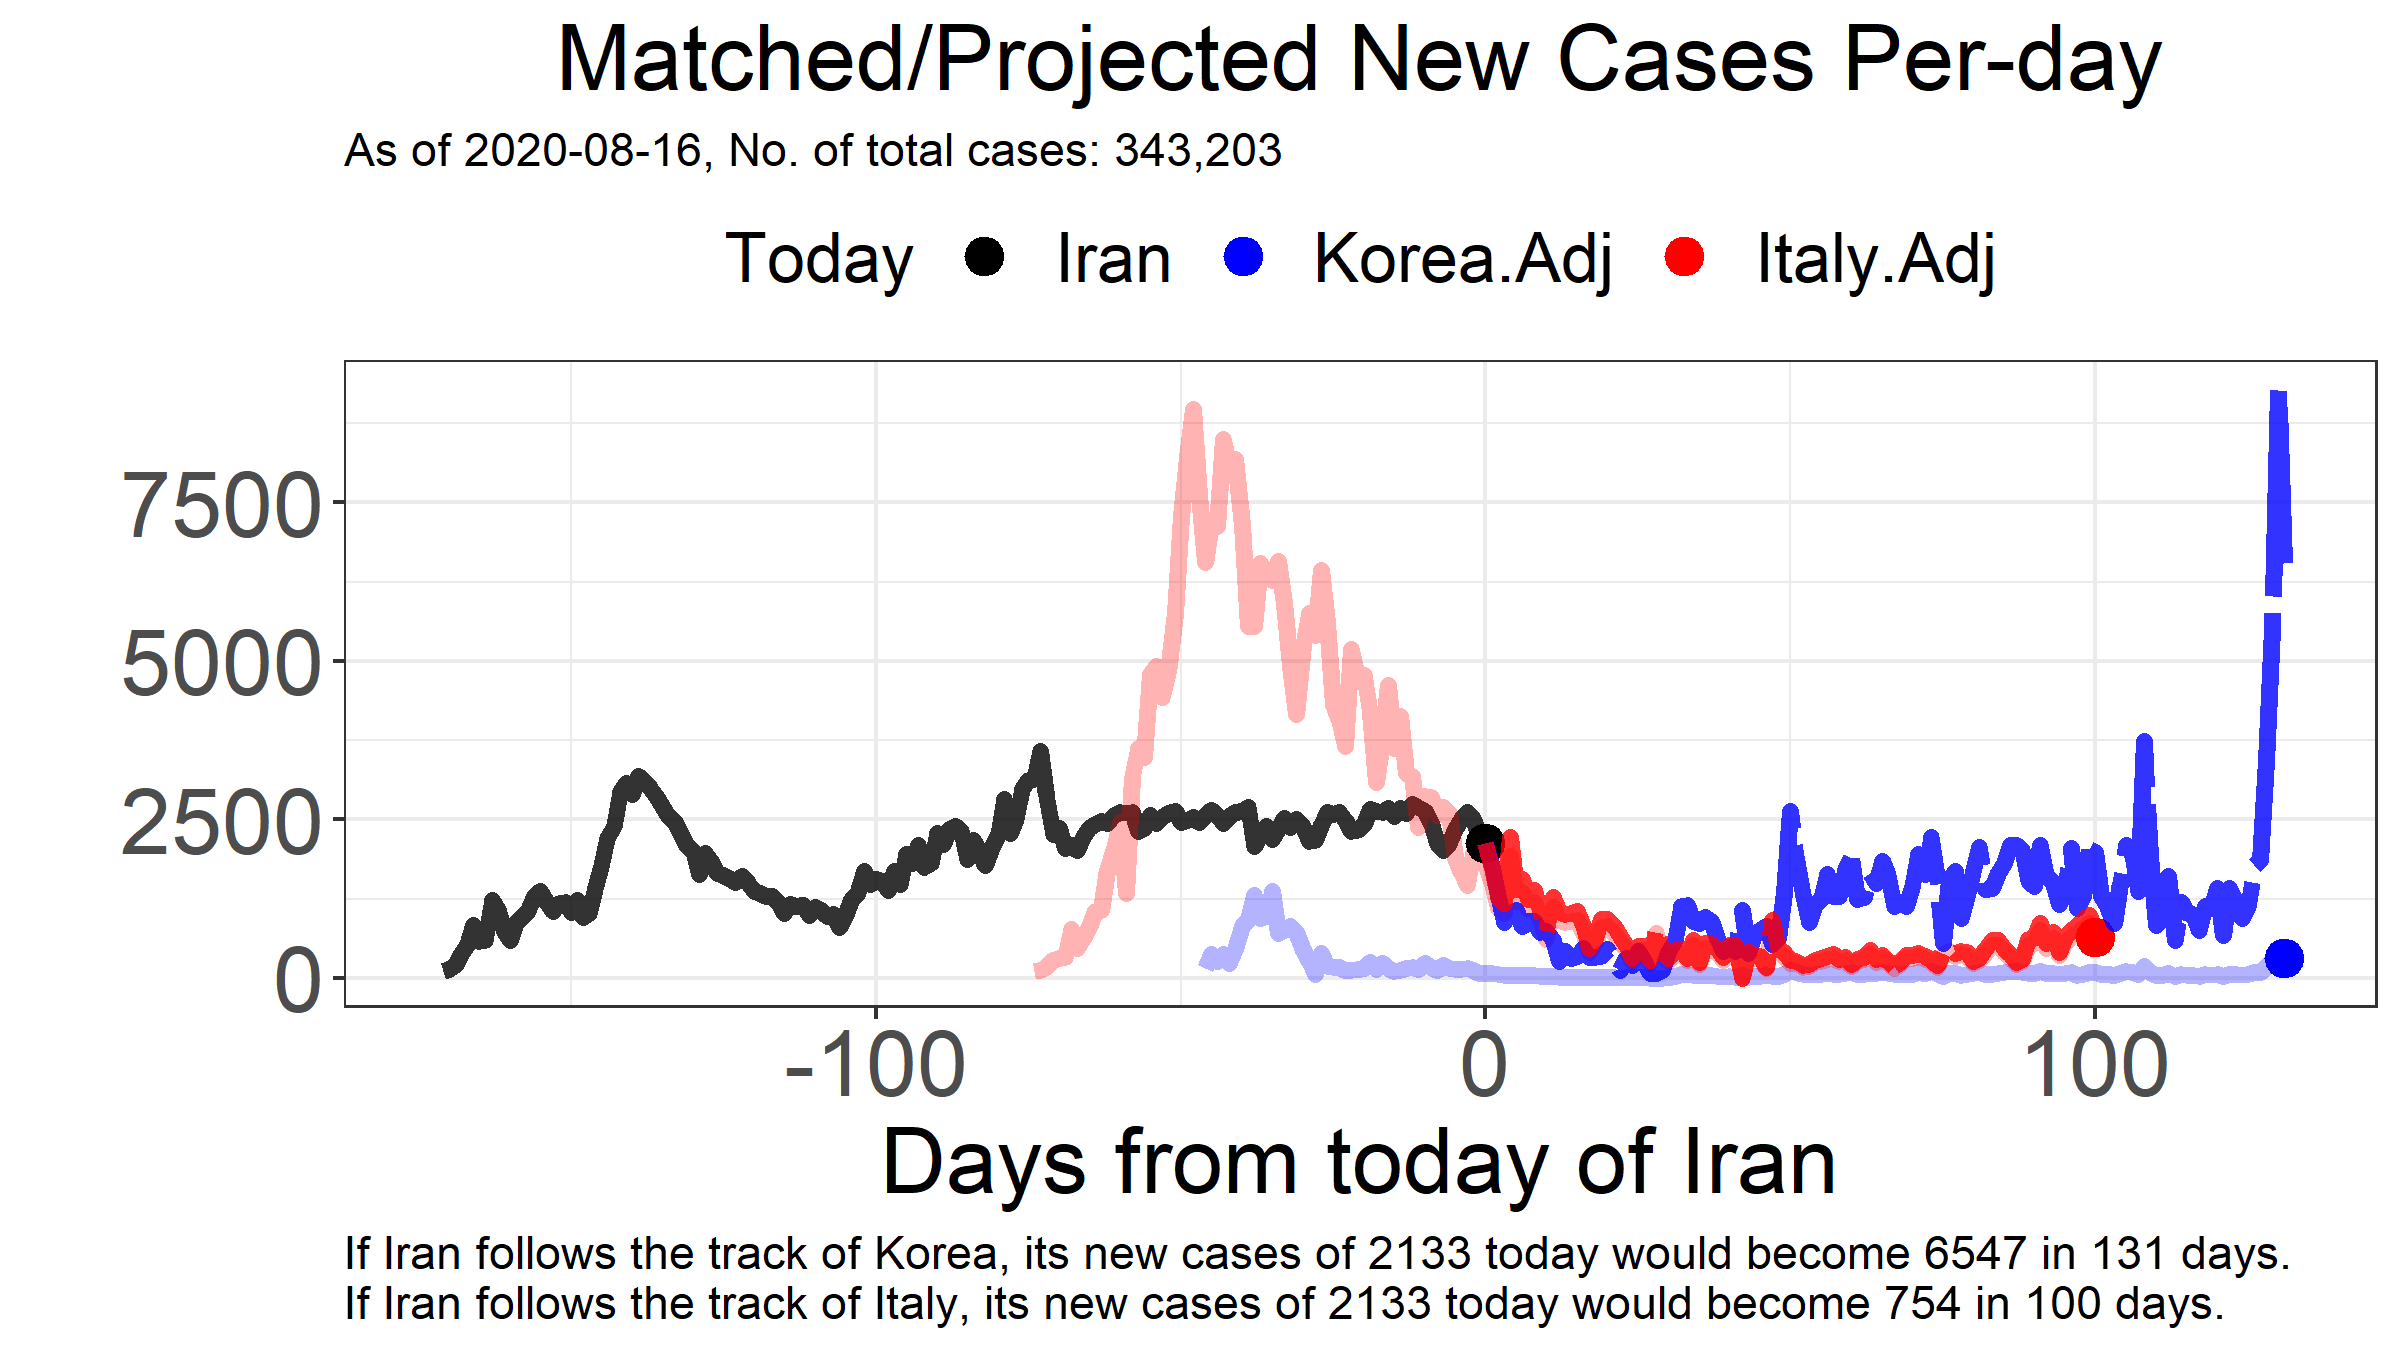 Matched/Projected New Cases Per-day
As of 2020-08-16, No. of total cases: 343,203
Today Iran Korea.Adj Italy.Adj
7500
5000
2500
0
-100 0 100
Days from today of Iran
If Iran follows the track of Korea, its new cases of 2133 today would become 6547 in 131 days.
If Iran follows the track of Italy, its new cases of 2133 today would become 754 in 100 days.